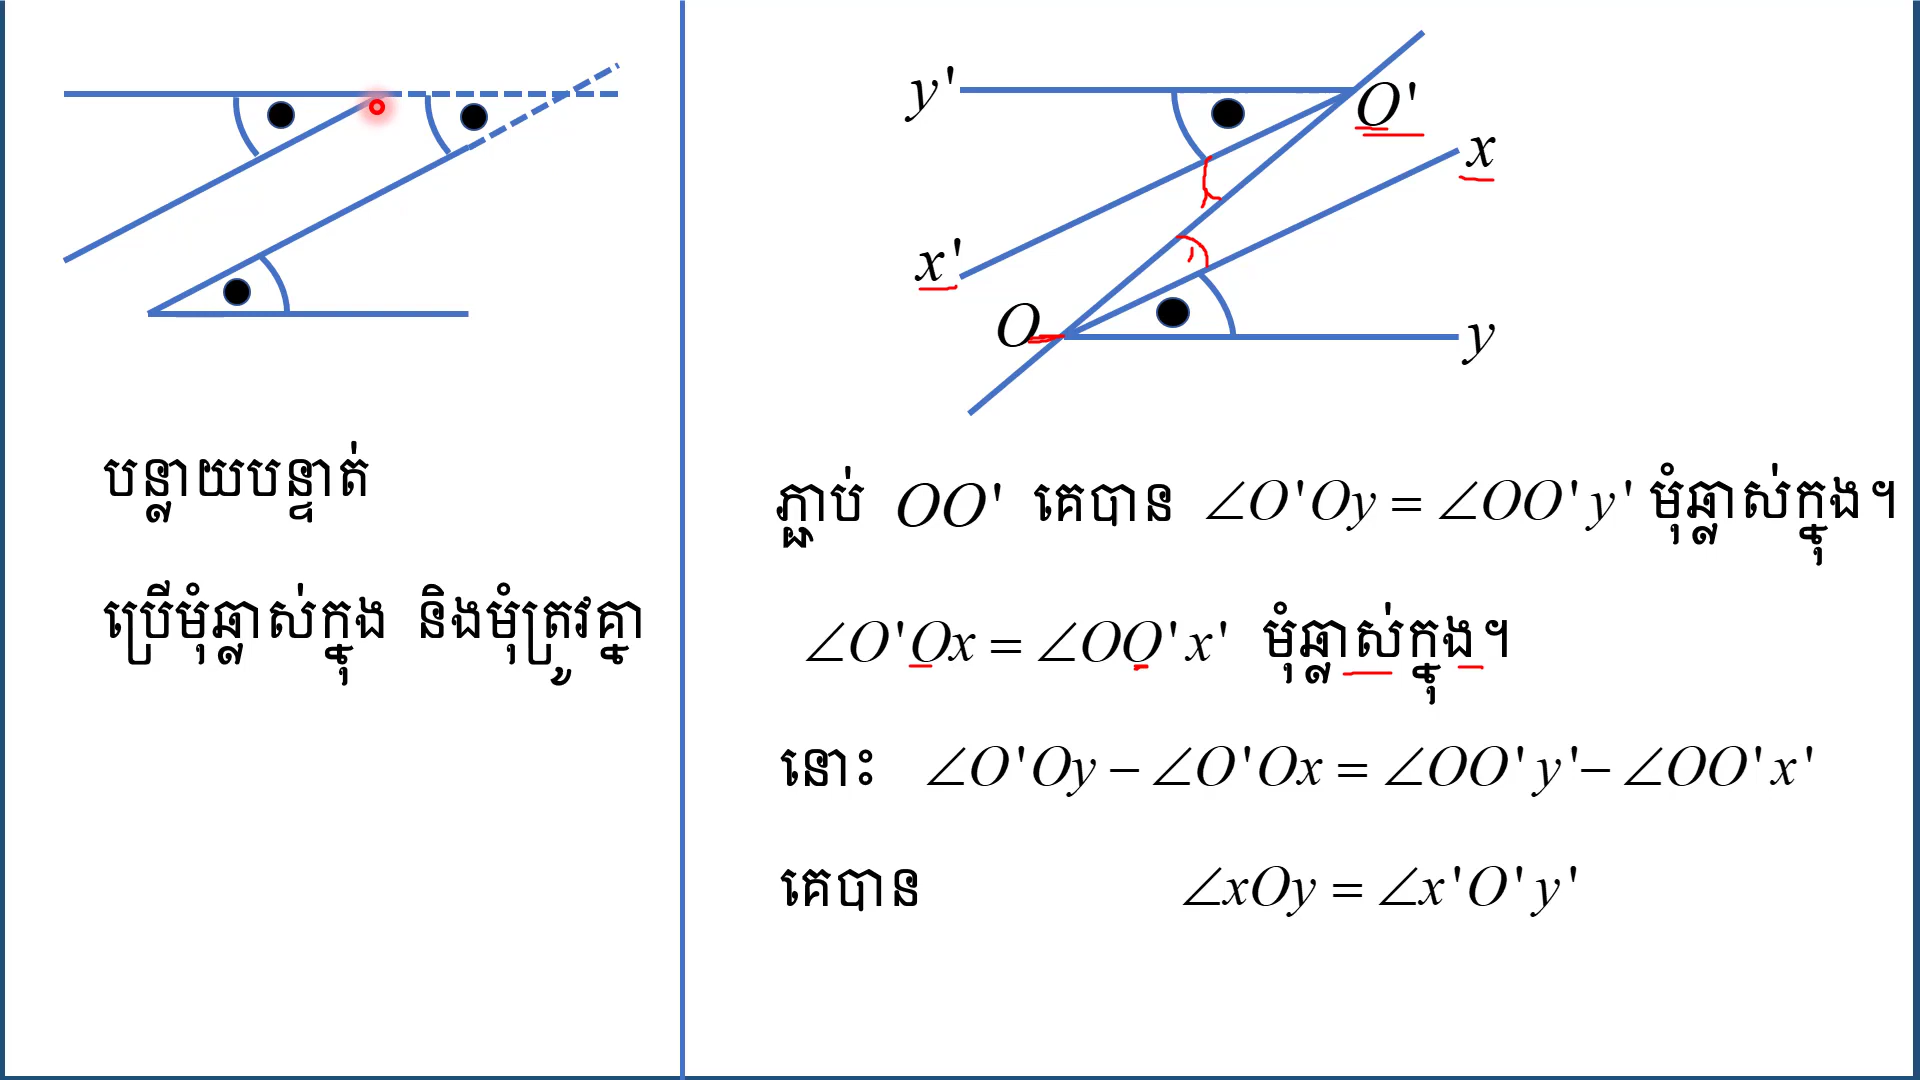 បន្លាយបន្ទាត់
ប្រើមុំឆ្លាស់ក្នុង និងមុំត្រូវគ្នា
y'
O'
x
x'
O
y
ភ្ជាប់ OO' គេបាន ∠O'Oy = ∠OO'y' មុំឆ្លាស់ក្នុង។
∠O'Ox = ∠OO'x' មុំឆ្លាស់ក្នុង។
នោះ ∠O'Oy − ∠O'Ox = ∠OO'y' − ∠OO'x'
គេបាន ∠xOy = ∠x'O'y'